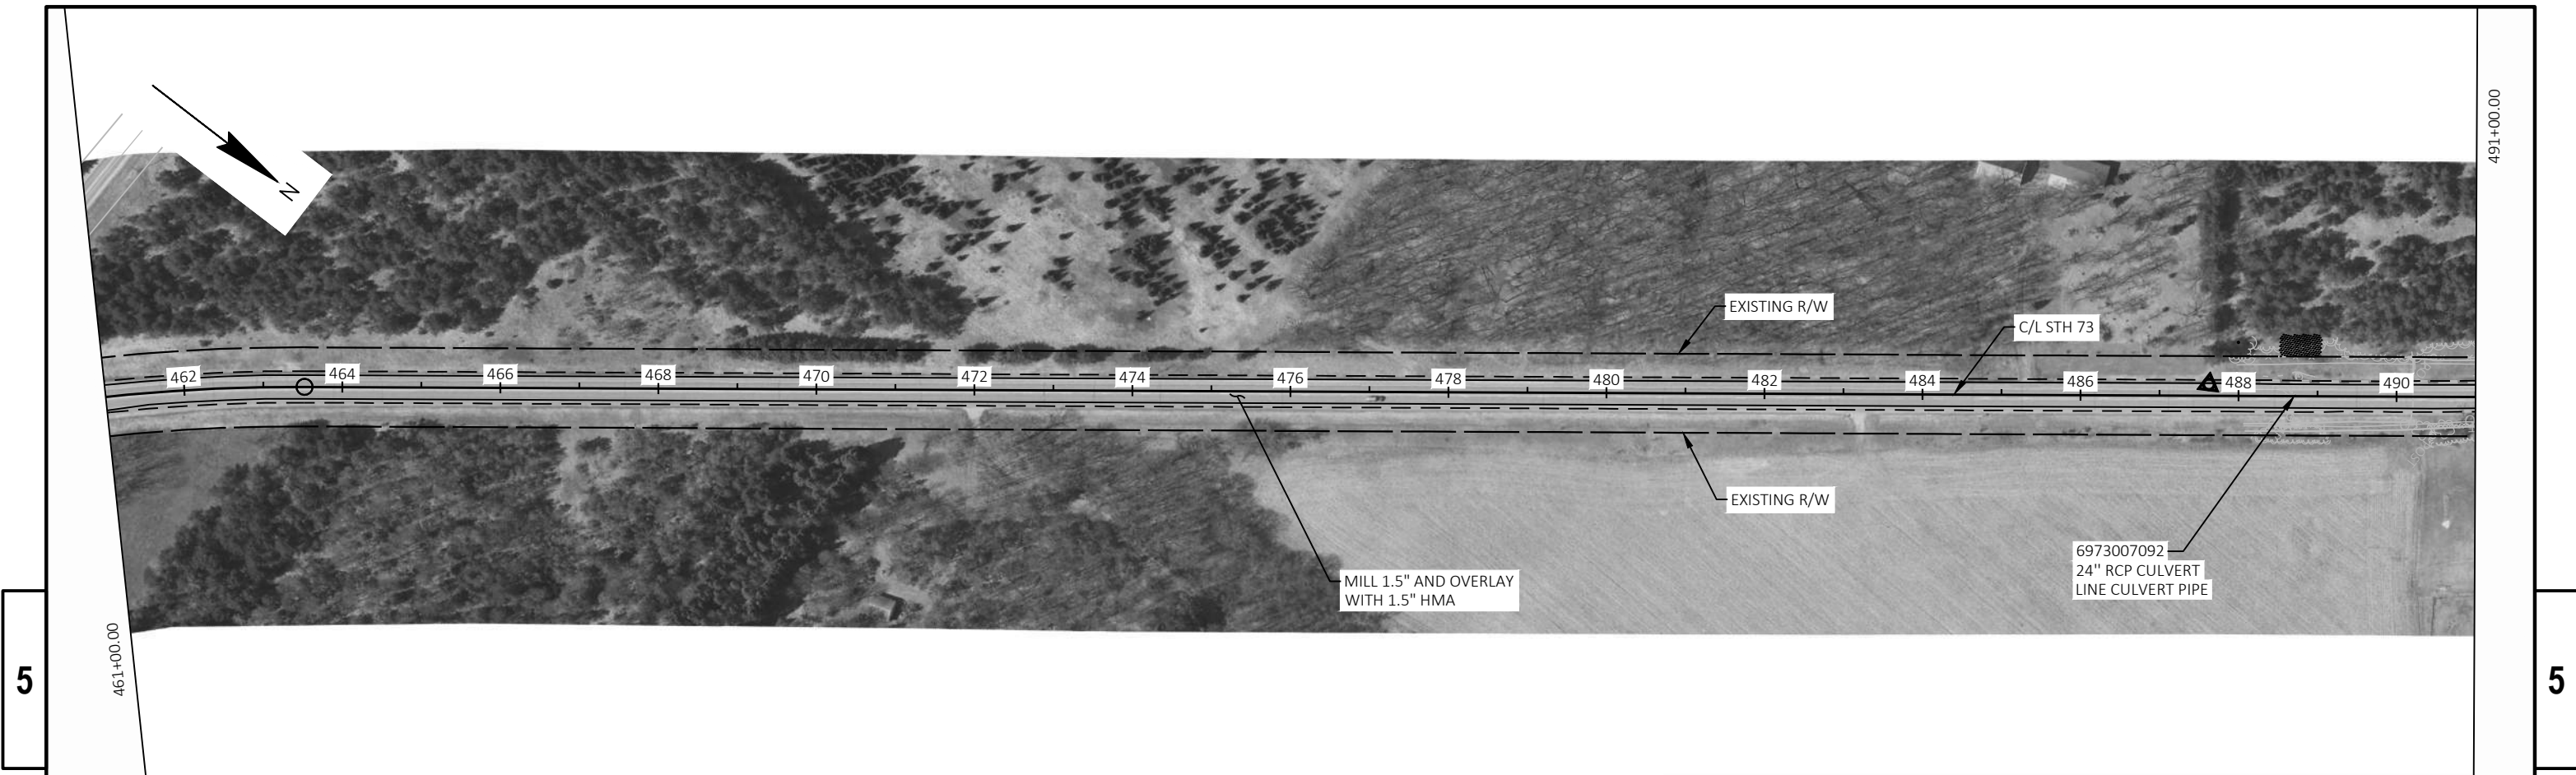 491+00.00
N
EXISTING R/W
C/L STH 73
462
464
466
468
470
472
474
476
478
480
482
484
486
488
490
EXISTING R/W
6973007092
24" RCP CULVERT
LINE CULVERT PIPE
MILL 1.5" AND OVERLAY
WITH 1.5" HMA
461+00.00
5
5